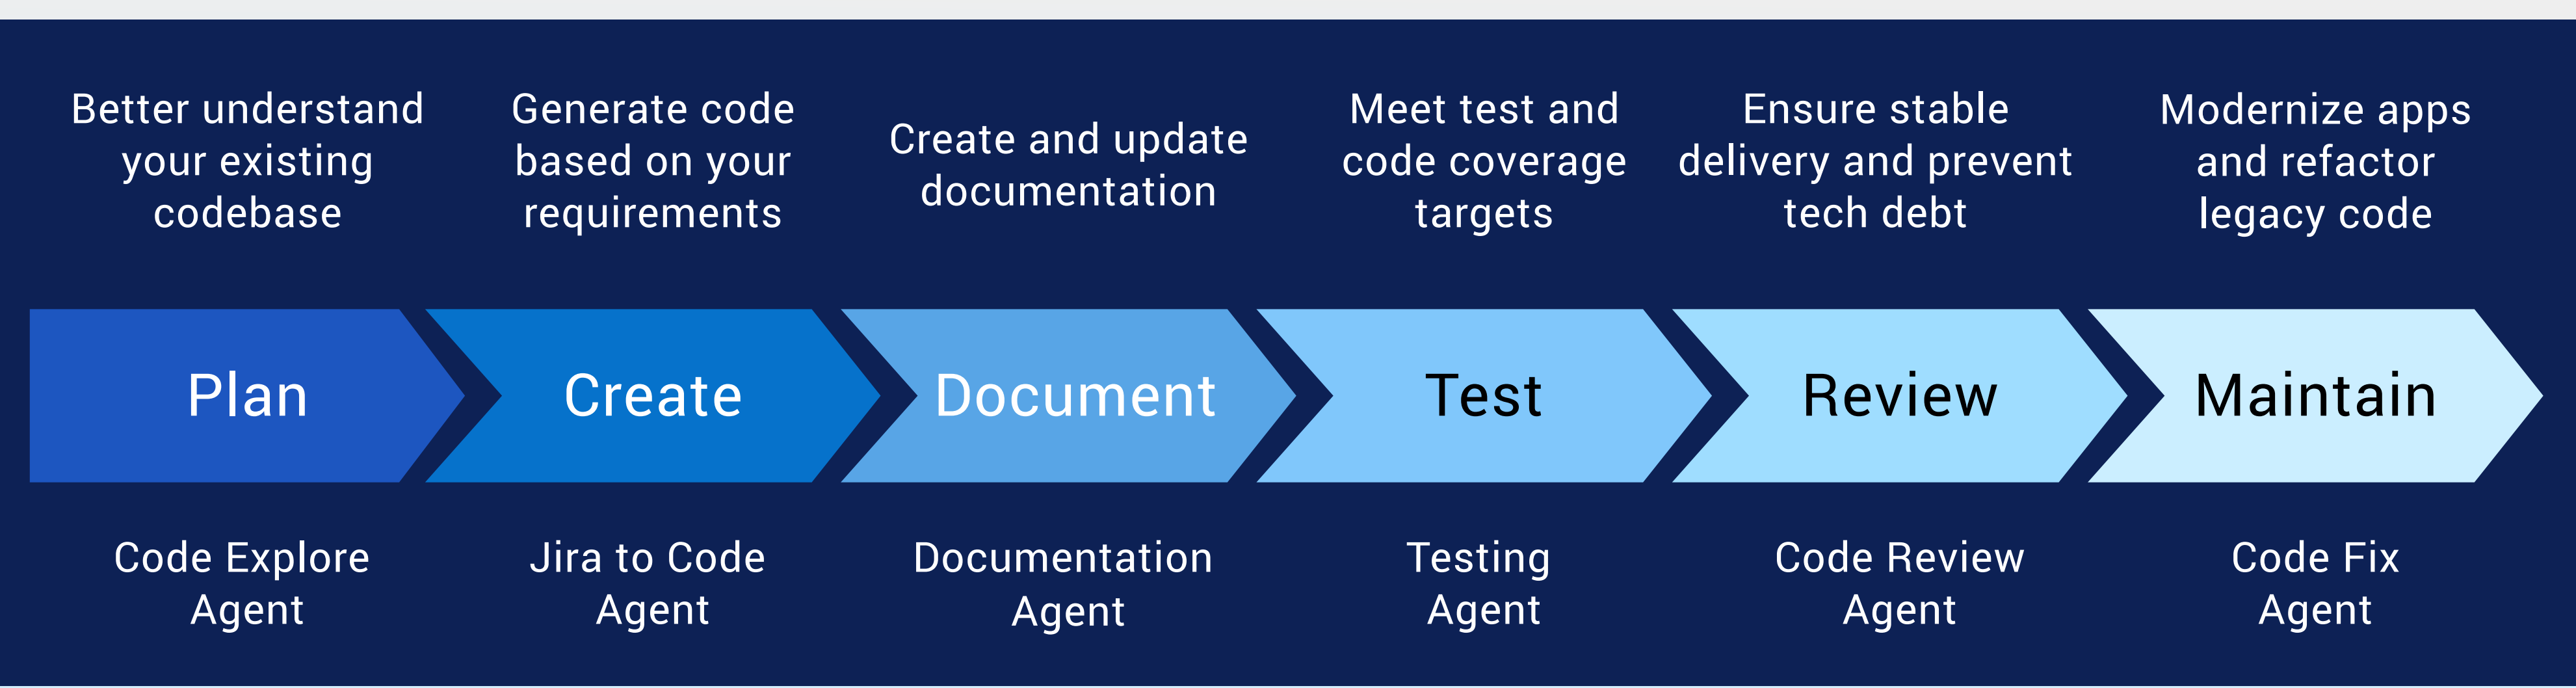 Better understand
your existing
codebase
Generate code
based on your
requirements
Create and update
documentation
Meet test and
code coverage
targets
Ensure stable
delivery and prevent
tech debt
Modernize apps
and refactor
legacy code
Plan
Create
Document
Test
Review
Maintain
Code Explore
Agent
Jira to Code
Agent
Documentation
Agent
Testing
Agent
Code Review
Agent
Code Fix
Agent